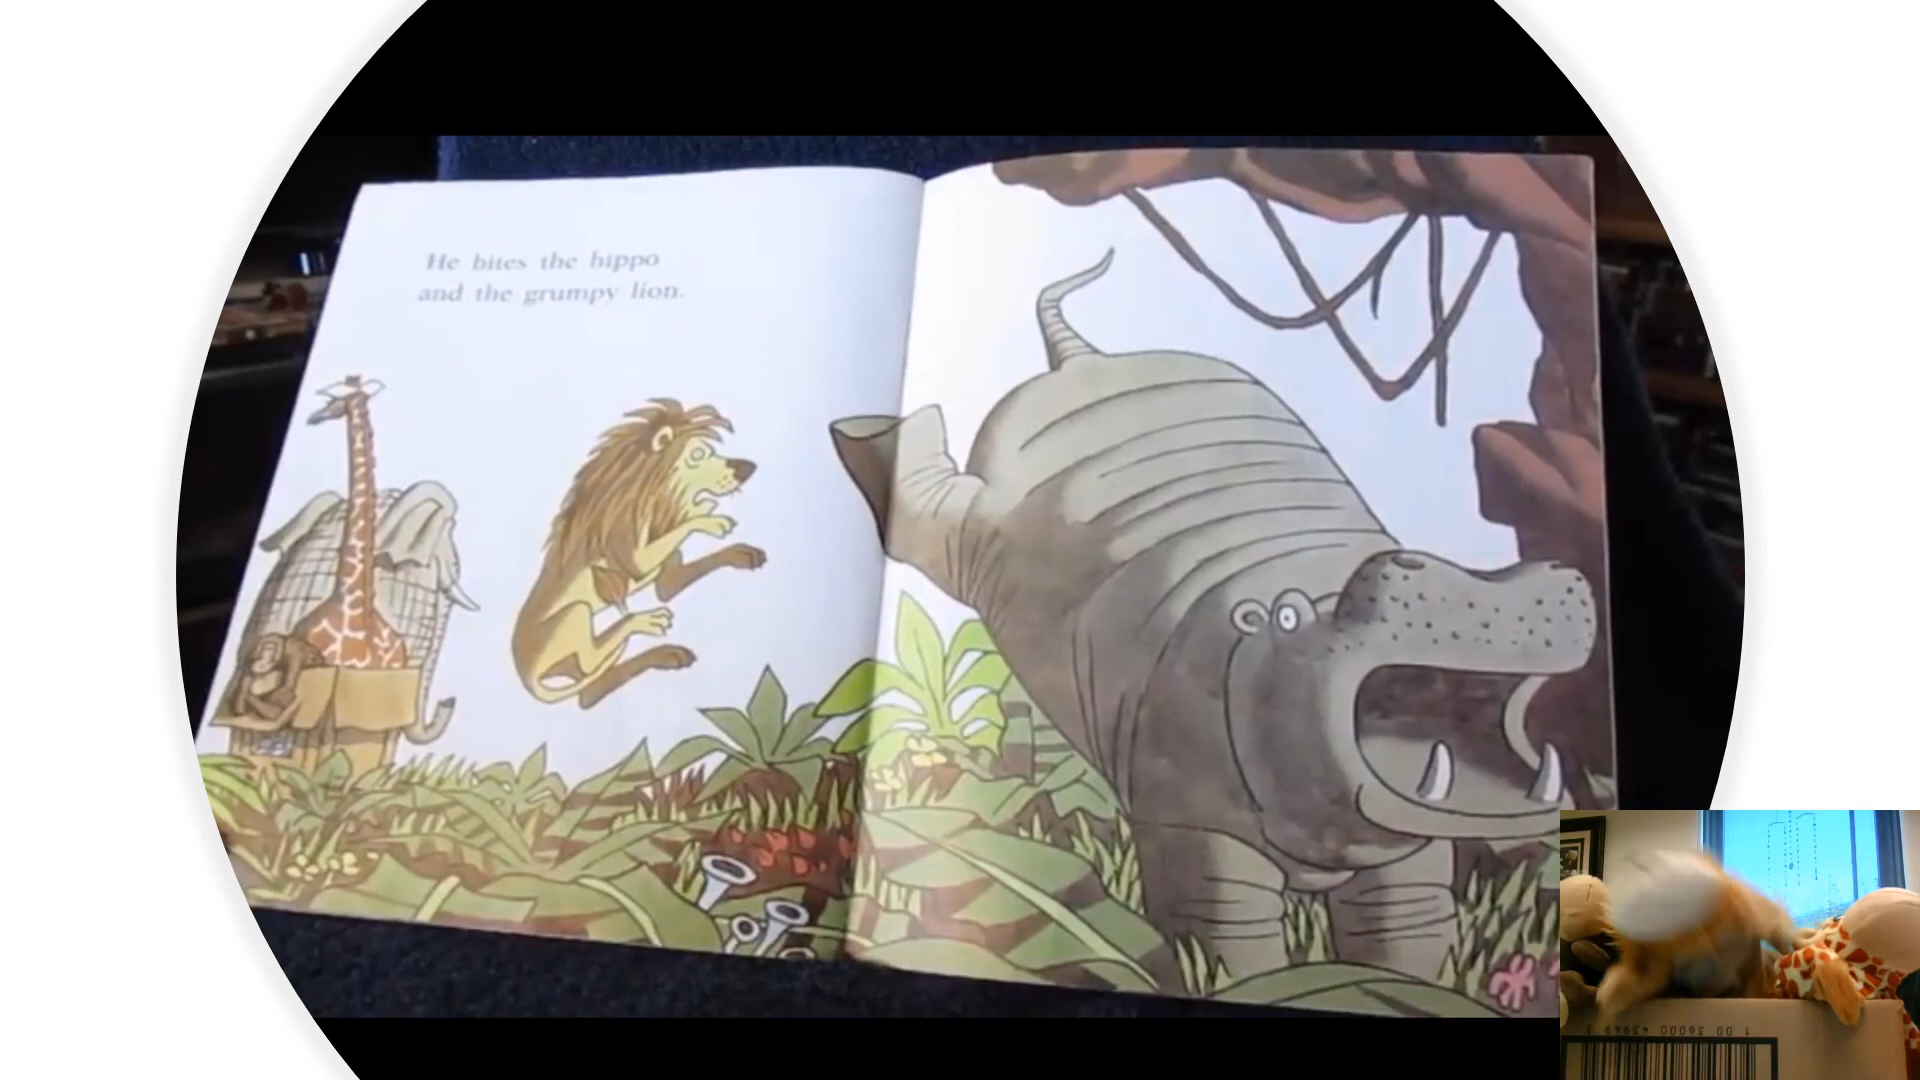 He bites the hippo
and the grumpy lion.